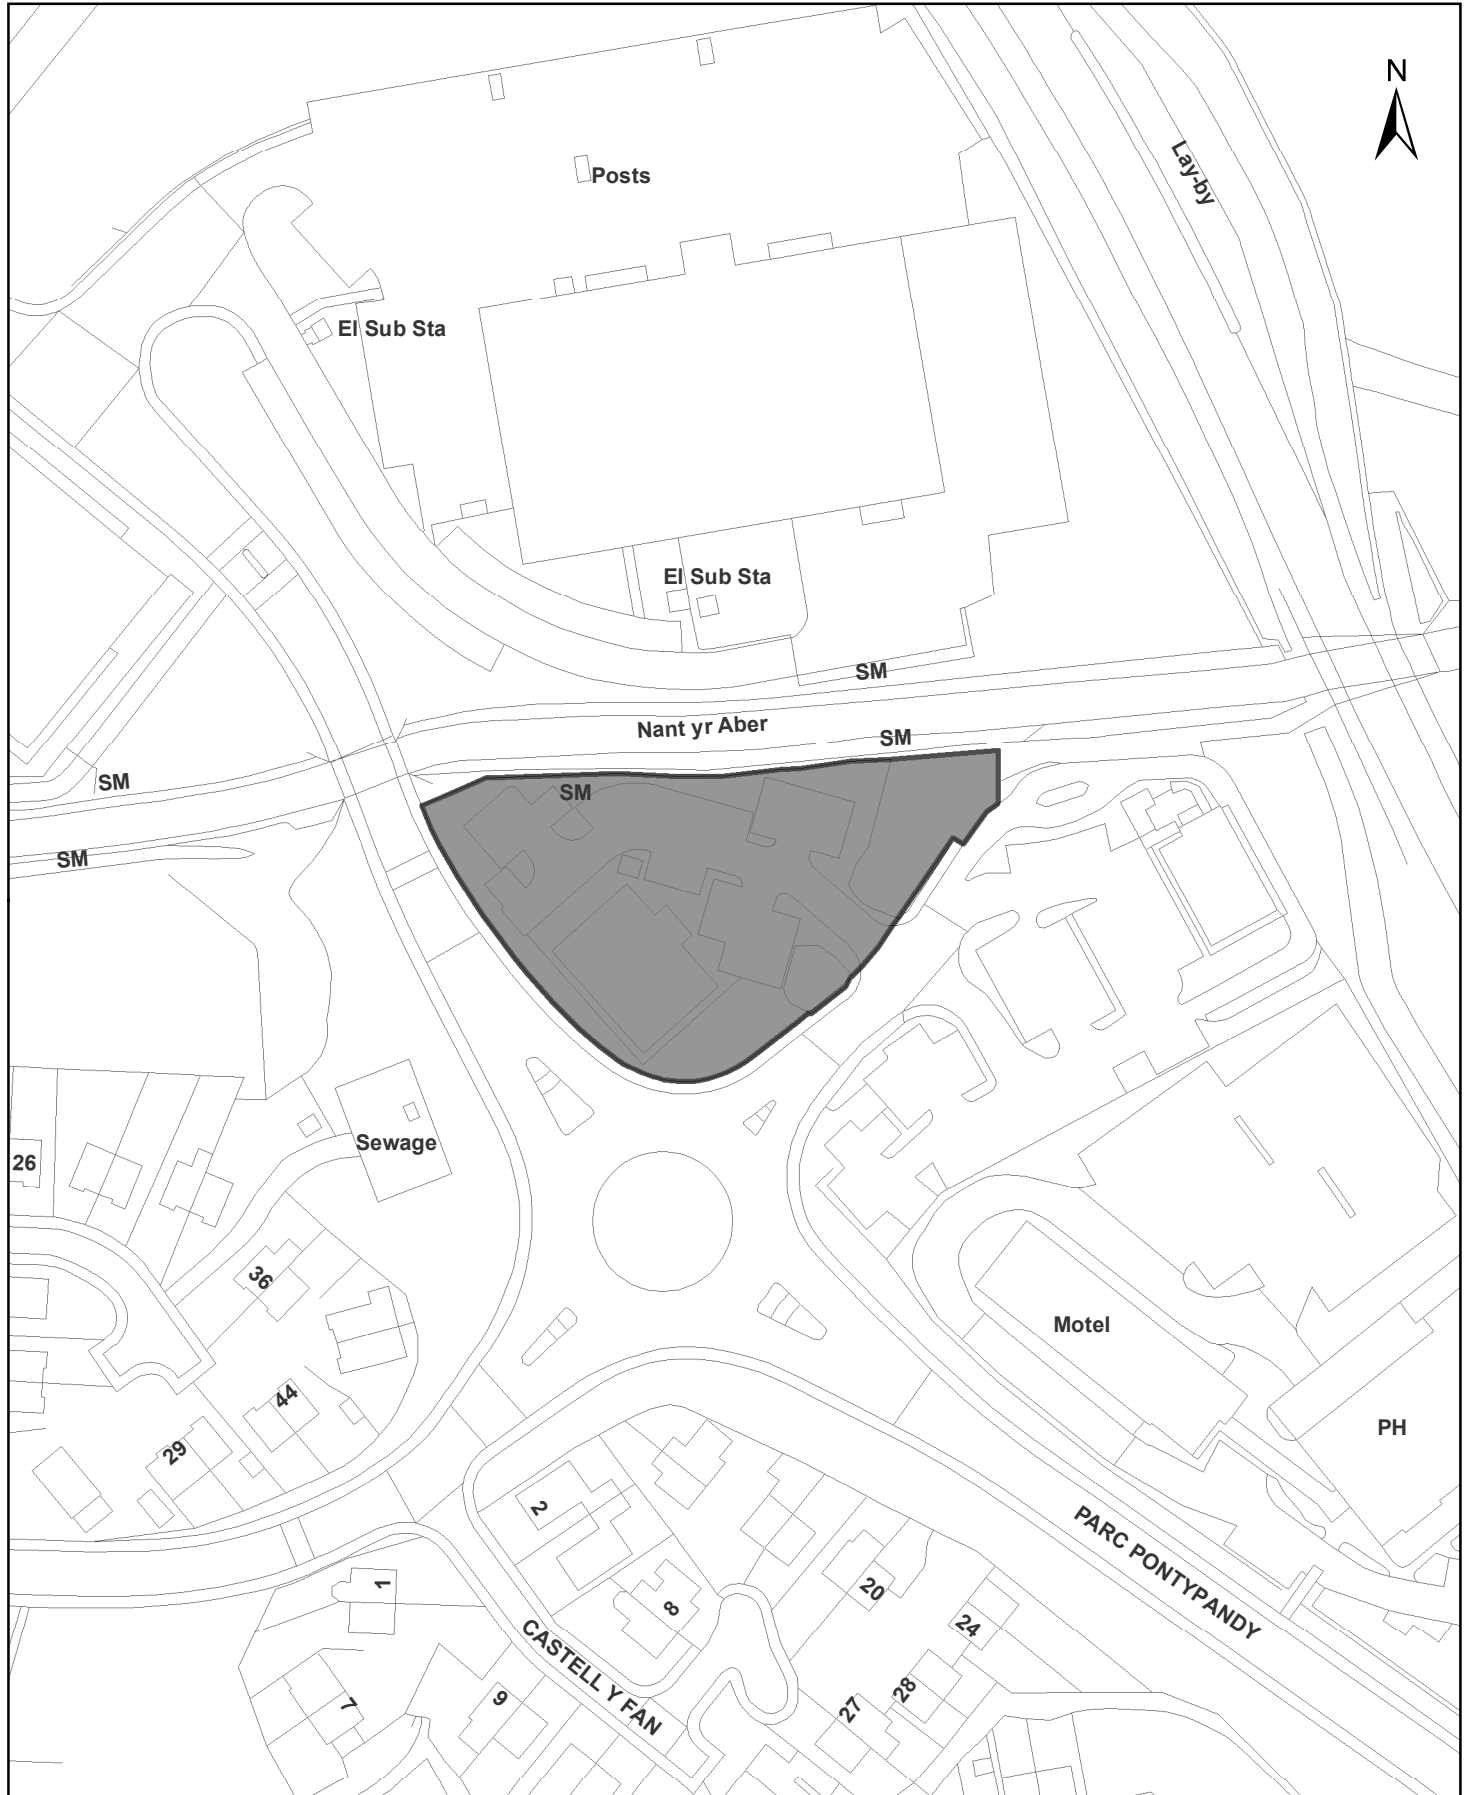 N
Lay-by
Posts
El Sub Sta
El Sub Sta
SM
Nant yr Aber
SM
SM
SM
SM
Sewage
26
36
Motel
44
PH
29
2
PARC PONTYPANDY
1
8
20
24
CASTELL Y FAN
7
9
28
27